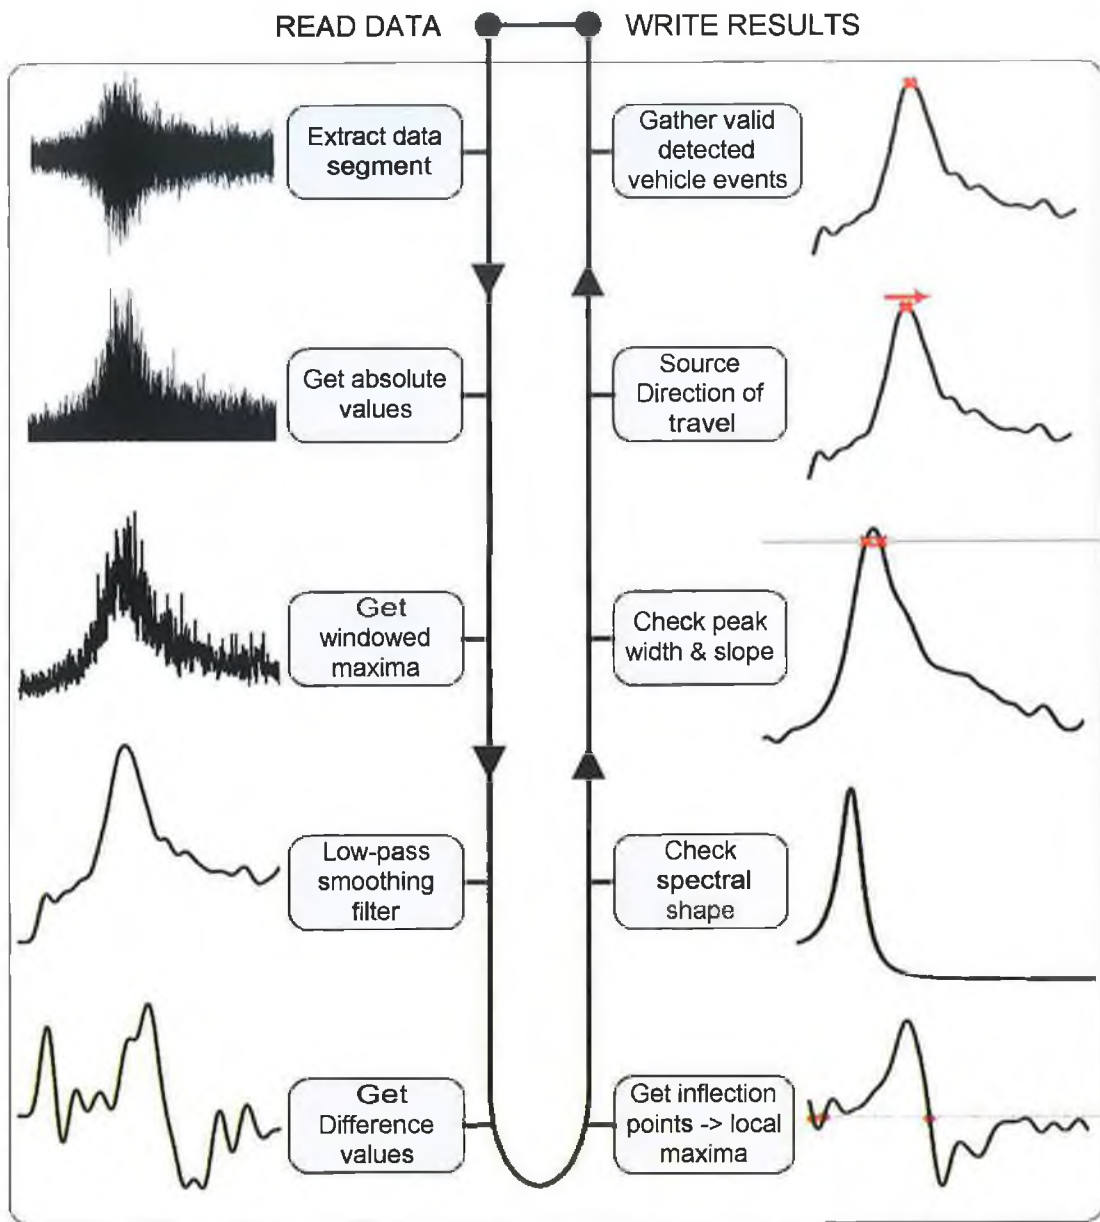 READ DATA
WRITE RESULTS
Extract data
segment
Get absolute
values
Get
windowed
maxima
Low-pass
smoothing
filter
Get
Difference
values
Get inflection
points -> local
maxima
Check
spectral
shape
Check peak
width & slope
Source
Direction of
travel
Gather valid
detected
vehicle events